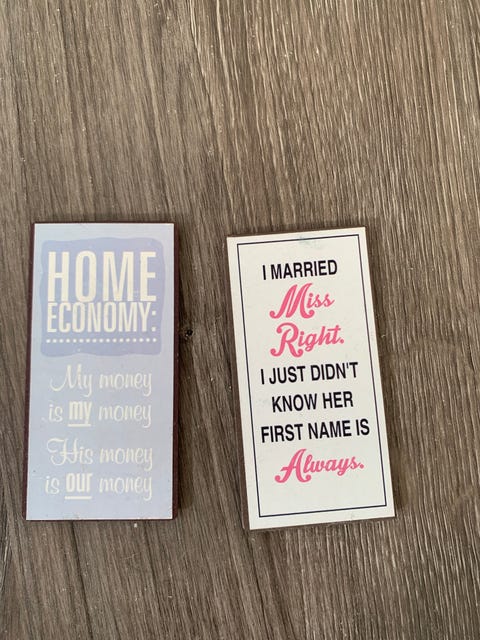 HOME
ECONOMY:
My money
is my money
His money
is our money
I MARRIED
Miss
Right.
I JUST DIDN'T
KNOW HER
FIRST NAME IS
Always.